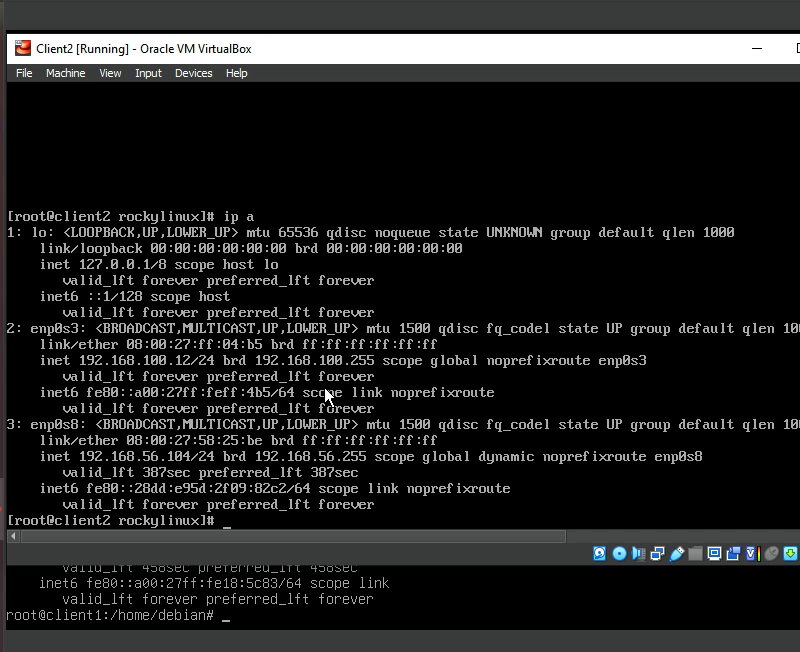 Client2 [Running] - Oracle VM VirtualBox
File Machine View Input Devices Help
[root@client2 rockylinux]# ip a
1: lo: <LOOPBACK,UP,LOWER_UP> mtu 65536 qdisc noqueue state UNKNOWN group default qlen 1000
link/loopback 00:00:00:00:00:00 brd 00:00:00:00:00:00
inet 127.0.0.1/8 scope host lo
valid_lft forever preferred_lft forever
inet6 ::1/128 scope host
valid_lft forever preferred_lft forever
2: enp0s3: <BROADCAST,MULTICAST,UP,LOWER_UP> mtu 1500 qdisc fq_codel state UP group default qlen 100
link/ether 08:00:27:ff:04:b5 brd ff:ff:ff:ff:ff:ff
inet 192.168.100.12/24 brd 192.168.100.255 scope global noprefixroute enp0s3
valid_lft forever preferred_lft forever
inet6 fe80::a00:27ff:feff:4b5/64 scope link noprefixroute
valid_lft forever preferred_lft forever
3: enp0s8: <BROADCAST,MULTICAST,UP,LOWER_UP> mtu 1500 qdisc fq_codel state UP group default qlen 100
link/ether 08:00:27:58:25:be brd ff:ff:ff:ff:ff:ff
inet 192.168.56.104/24 brd 192.168.56.255 scope global dynamic noprefixroute enp0s8
valid_lft 387sec preferred_lft 387sec
inet6 fe80::28dd:e95d:2f09:82c2/64 scope link noprefixroute
valid_lft forever preferred_lft forever
[root@client2 rockylinux]# _
valid_lft 458sec preferred_lft 458sec
inet6 fe80::a00:27ff:fe18:5c83/64 scope link
valid_lft forever preferred_lft forever
root@client1:/home/debian# _